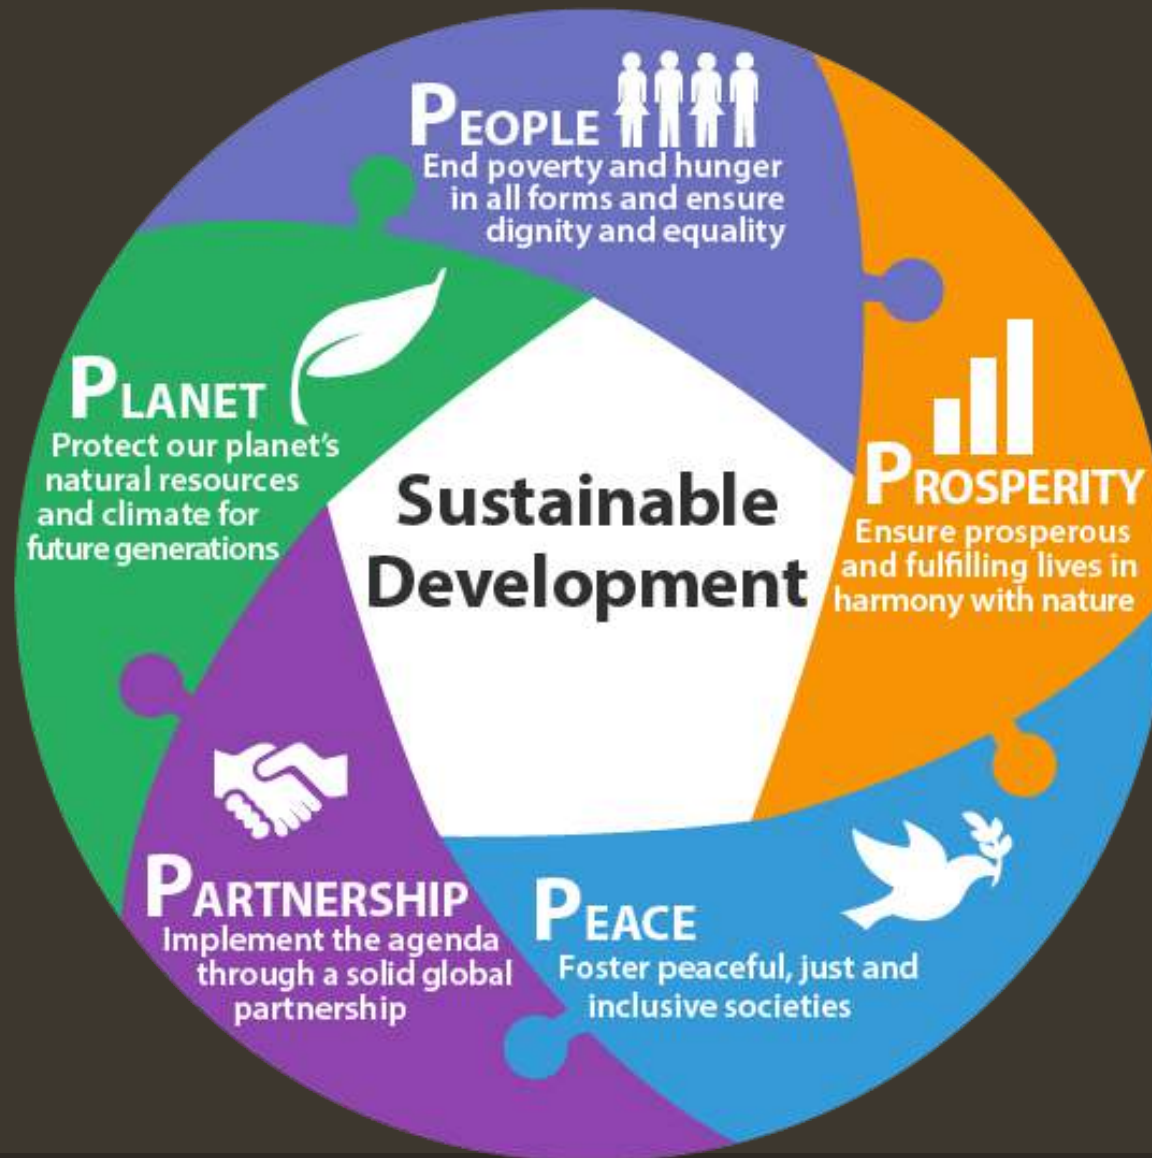 PEOPLE
End poverty and hunger
in all forms and ensure
dignity and equality
PROSPERITY
Ensure prosperous
and fulfilling lives in
harmony with nature
PEACE
Foster peaceful, just and
inclusive societies
PARTNERSHIP
Implement the agenda
through a solid global
partnership
PLANET
Protect our planet's
natural resources
and climate for
future generations
Sustainable
Development